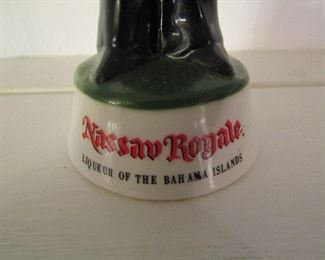 Nassau Royale.
LIQUEUR OF THE BAHAMA ISLANDS